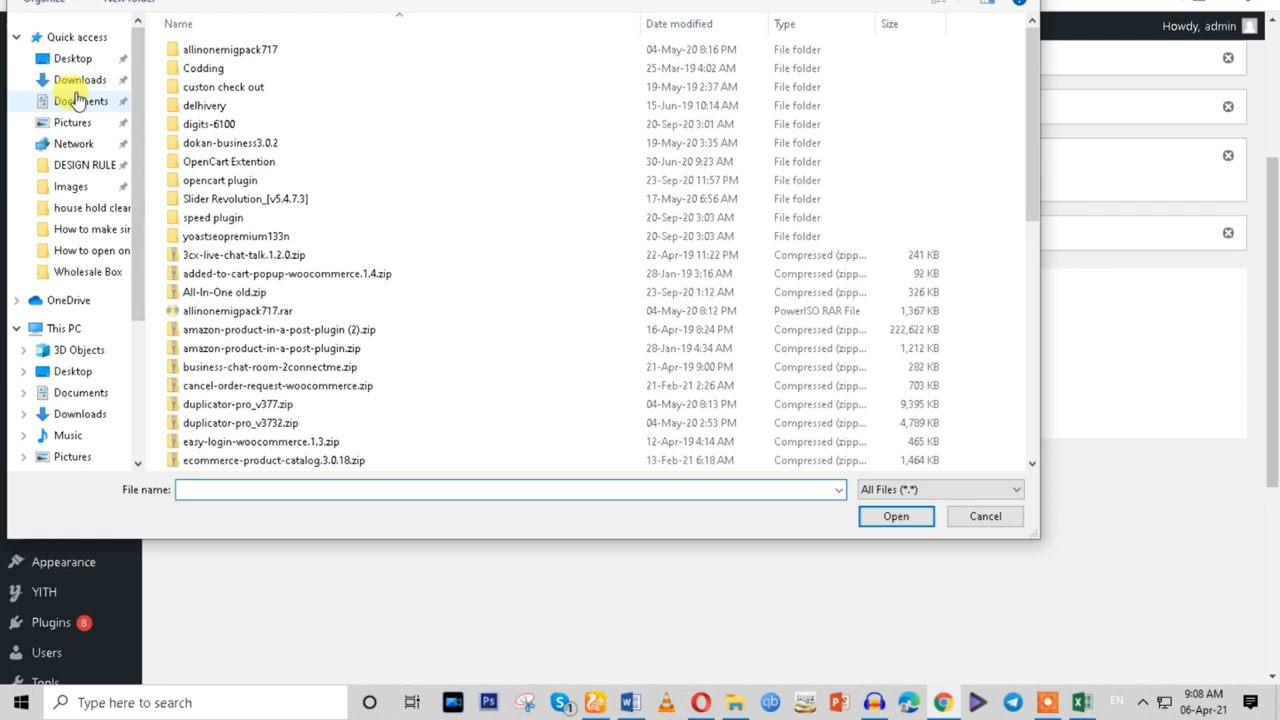 Howdy, admin
Name Date modified Type Size
Quick access
Desktop
Downloads
Documents
Pictures
Network
DESIGN RULE
Images
house hold clear
How to make sir
How to open on
Wholesale Box
OneDrive
This PC
3D Objects
Desktop
Documents
Downloads
Music
Pictures
allinonemigpack717 04-May-20 8:16 PM File folder
Codding 25-Mar-19 4:02 AM File folder
custon check out 19-May-19 2:37 AM File folder
delhivery 15-Jun-19 10:14 AM File folder
digits-6100 20-Sep-20 3:01 AM File folder
dokan-business3.0.2 19-May-19 3:35 AM File folder
OpenCart Extention 30-Jun-20 9:23 AM File folder
opencart plugin 23-Sep-20 11:57 PM File folder
Slider Revolution_[v5.4.7.3] 17-May-20 6:56 AM File folder
speed plugin 20-Sep-20 3:03 AM File folder
yoastseopremium133n 20-Sep-20 3:03 AM File folder
3cx-live-chat-talk.1.2.0.zip 22-Apr-19 11:22 PM Compressed (zipp... 241 KB
added-to-cart-popup-woocommerce.1.4.zip 28-Jan-19 3:16 AM Compressed (zipp... 92 KB
All-In-One old.zip 23-Sep-20 1:12 AM Compressed (zipp... 326 KB
allinonemigpack717.rar 04-May-20 8:12 PM PowerISO RAR File 1,367 KB
amazon-product-in-a-post-plugin (2).zip 16-Apr-19 8:24 PM Compressed (zipp... 222,622 KB
amazon-product-in-a-post-plugin.zip 28-Jan-19 4:34 AM Compressed (zipp... 1,212 KB
business-chat-room-2connectme.zip 21-Apr-19 9:00 PM Compressed (zipp... 282 KB
cancel-order-request-woocommerce.zip 21-Feb-21 2:26 AM Compressed (zipp... 703 KB
duplicator-pro_v377.zip 04-May-20 8:13 PM Compressed (zipp... 9,395 KB
duplicator-pro_v3732.zip 04-May-20 2:53 PM Compressed (zipp... 4,789 KB
easy-login-woocommerce.1.3.zip 12-Apr-19 4:14 AM Compressed (zipp... 465 KB
ecommerce-product-catalog.3.0.18.zip 13-Feb-21 6:18 AM Compressed (zipp... 1,464 KB
File name: All Files (*.*)
Open Cancel
Appearance
YITH
Plugins 8
Users
Tools
Type here to search
1
EN
9:08 AM
06-Apr-21